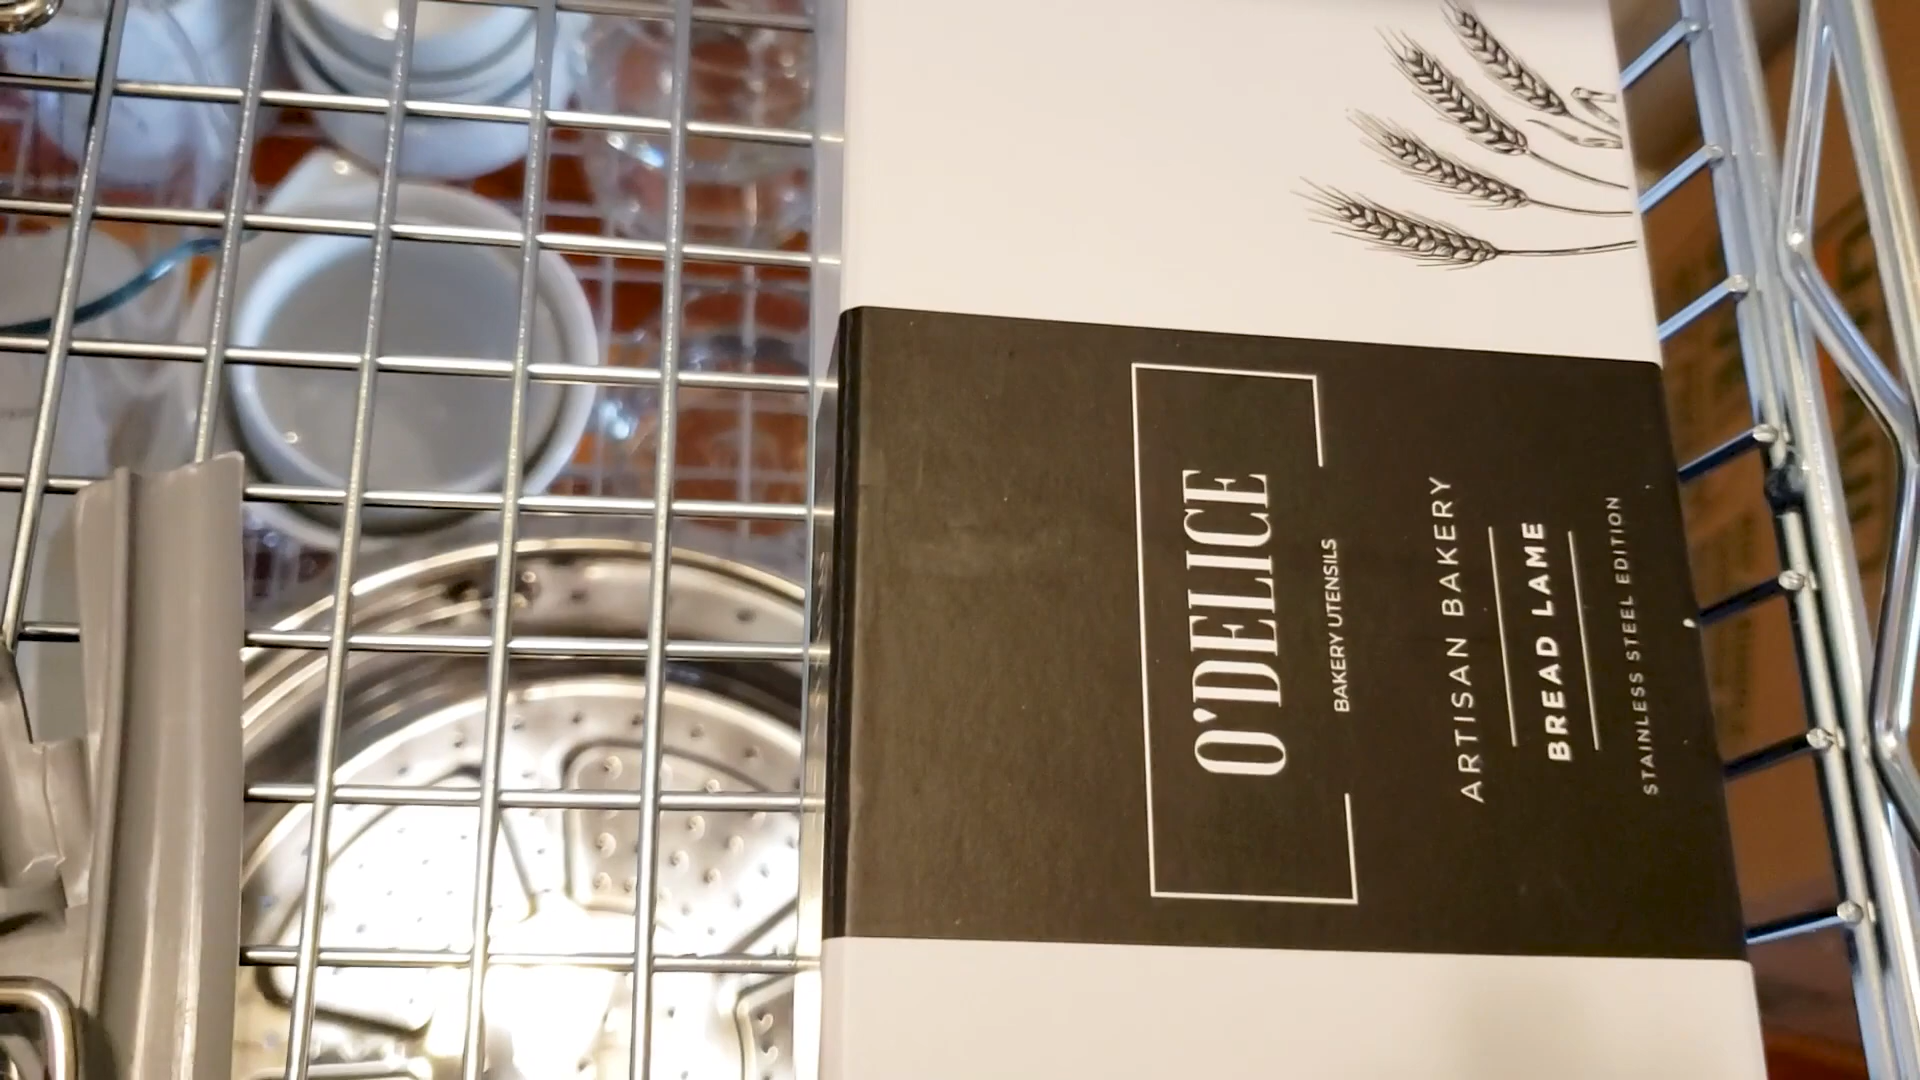 O'DELICE
BAKERY UTENSILS
ARTISAN BAKERY
BREAD LAME
STAINLESS STEEL EDITION